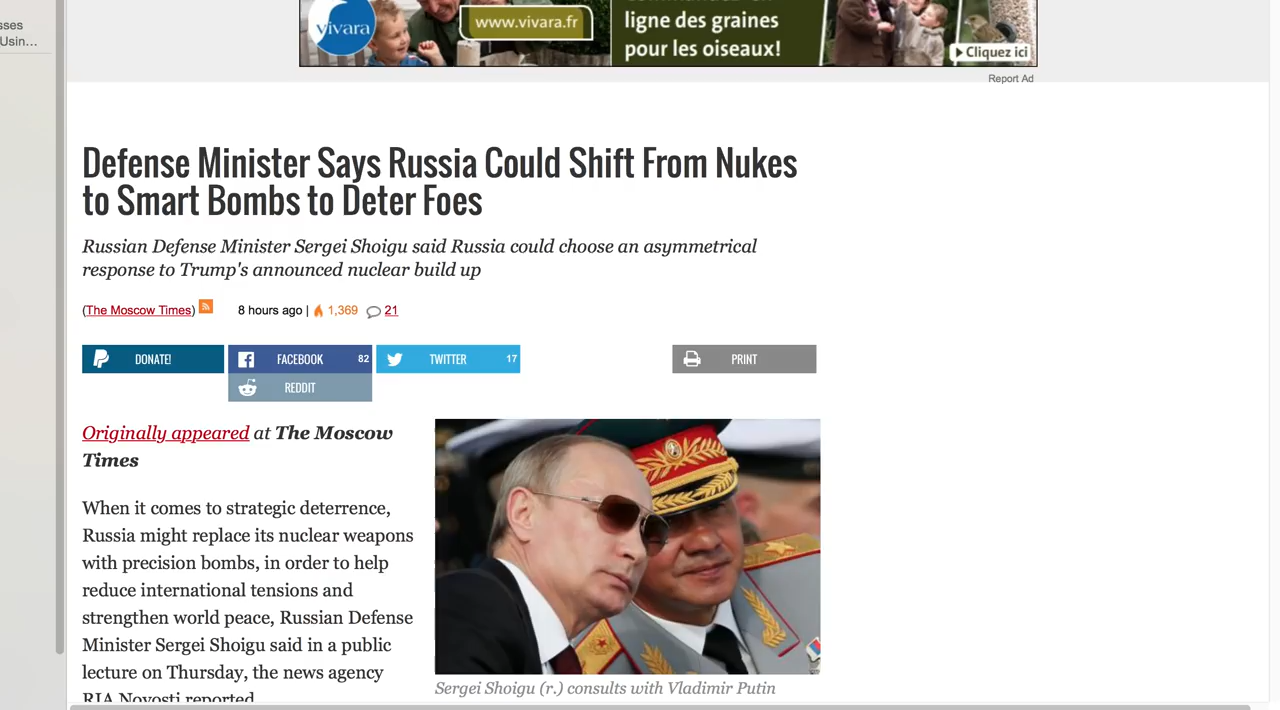 sses
Usin...
vivara
www.vivara.fr
ligne des graines
pour les oiseaux!
Cliquez ici
Report Ad
Defense Minister Says Russia Could Shift From Nukes
to Smart Bombs to Deter Foes
Russian Defense Minister Sergei Shoigu said Russia could choose an asymmetrical
response to Trump's announced nuclear build up
(The Moscow Times) 8 hours ago | 1,369 21
DONATE! FACEBOOK 82 TWITTER 17 PRINT
REDDIT
Originally appeared at The Moscow
Times
When it comes to strategic deterrence,
Russia might replace its nuclear weapons
with precision bombs, in order to help
reduce international tensions and
strengthen world peace, Russian Defense
Minister Sergei Shoigu said in a public
lecture on Thursday, the news agency
RIA Novosti reported.
Sergei Shoigu (r.) consults with Vladimir Putin